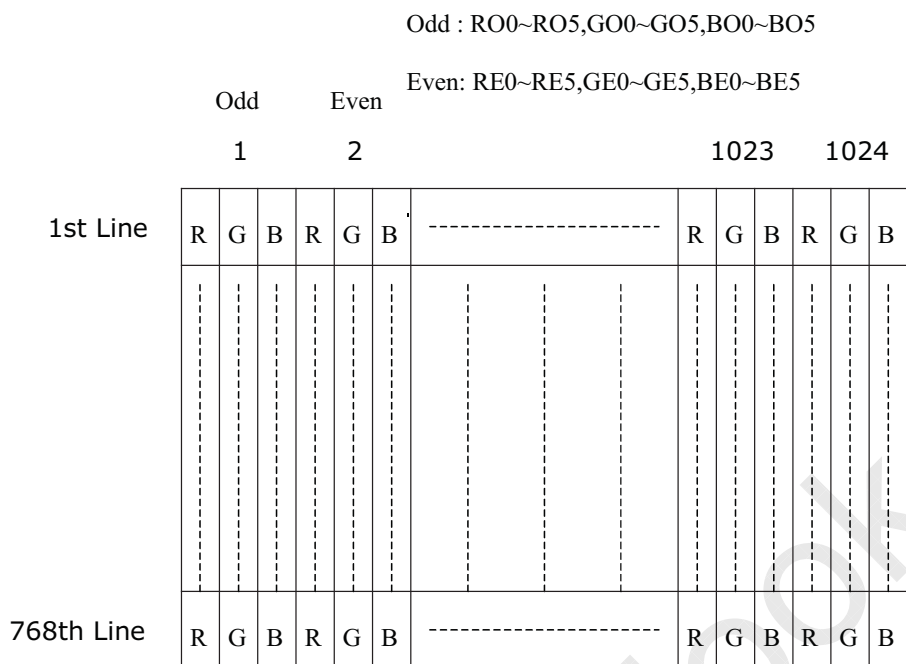 Odd : RO0~RO5,GO0~GO5,BO0~BO5
Even: RE0~RE5,GE0~GE5,BE0~BE5
Odd Even
1 2 1023 1024
1st Line R G B R G B R G B R G B
768th Line R G B R G B R G B R G B